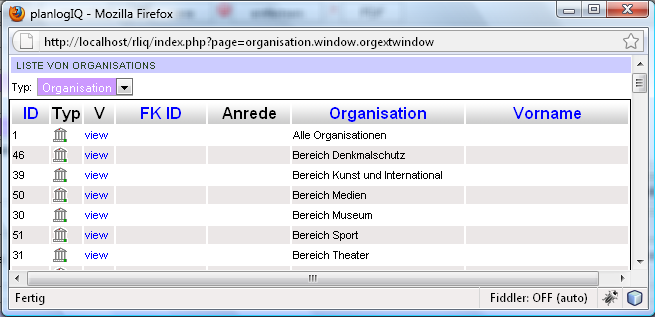 planlogIQ - Mozilla Firefox
http://localhost/rliq/index.php?page=organisation.window.orgextwindow
LISTE VON ORGANISATIONS
Typ: Organisation
ID Typ V FK ID Anrede Organisation Vorname
1 view Alle Organisationen
46 view Bereich Denkmalschutz
39 view Bereich Kunst und International
50 view Bereich Medien
30 view Bereich Museum
51 view Bereich Sport
31 view Bereich Theater
Fertig Fiddler: OFF (auto)